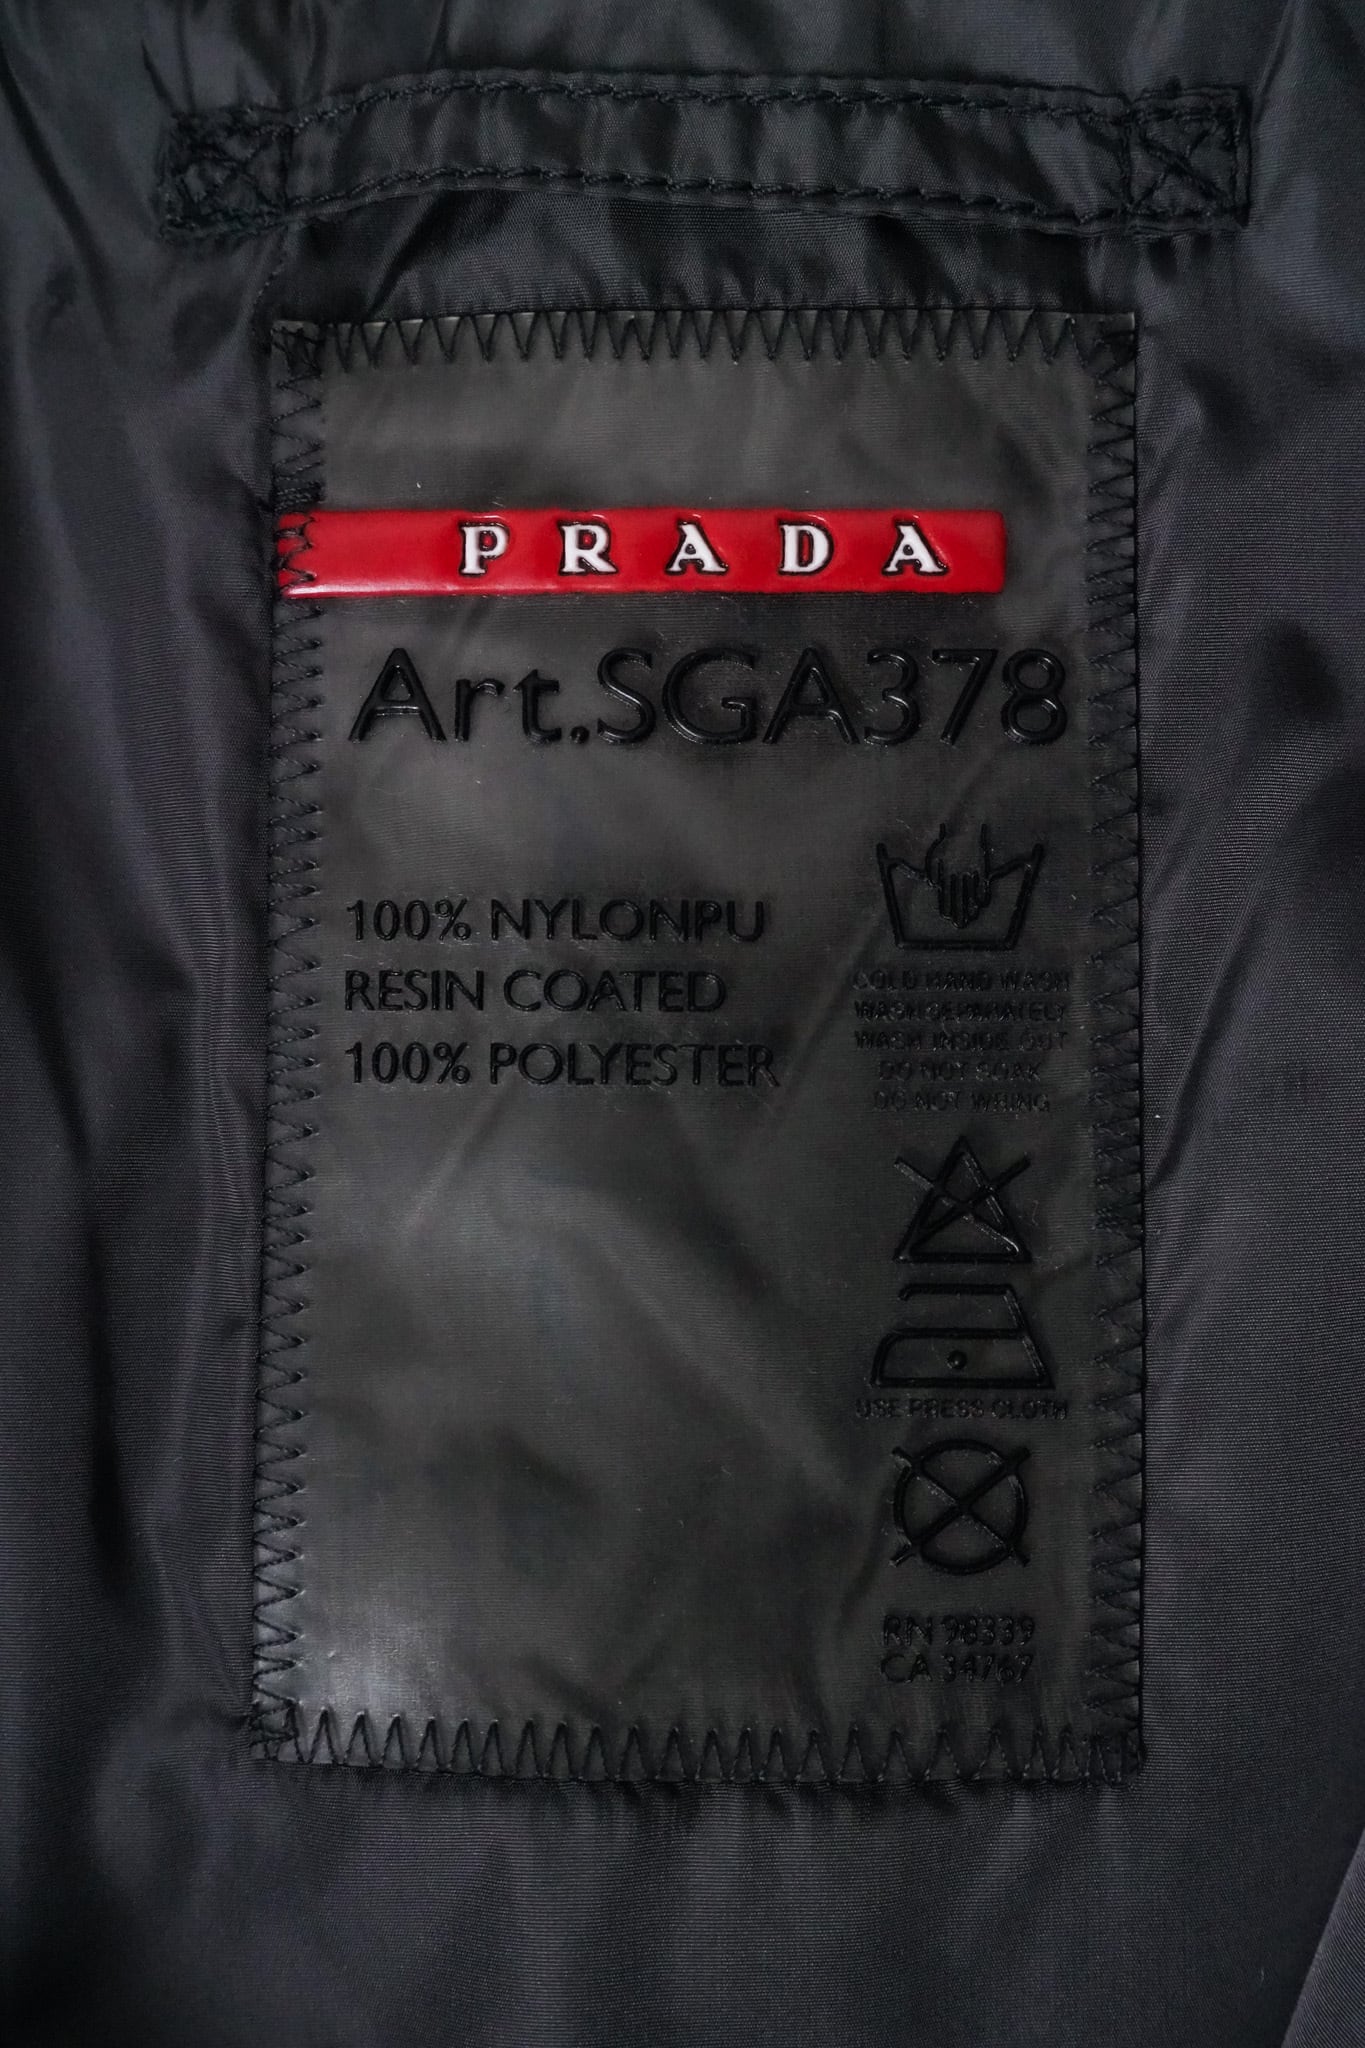 PRADA
Art.SGA378
100% NYLONPU
RESIN COATED
100% POLYESTER
COLD HAND WASH
WASH SEPARATELY
WASH INSIDE OUT
DO NOT SOAK
DO NOT WRING
USE PRESS CLOTH
RN 98339
CA 34767